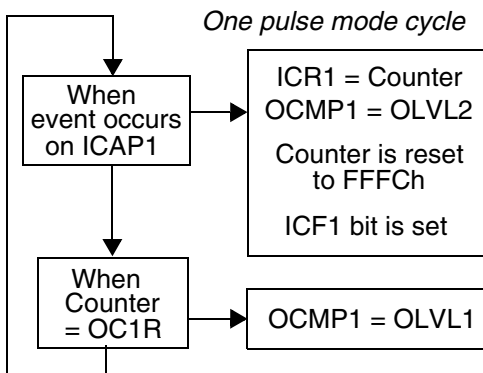 One pulse mode cycle
When
event occurs
on ICAP1
ICR1 = Counter
OCMP1 = OLVL2
Counter is reset
to FFFCh
ICF1 bit is set
When
Counter
= OC1R
OCMP1 = OLVL1